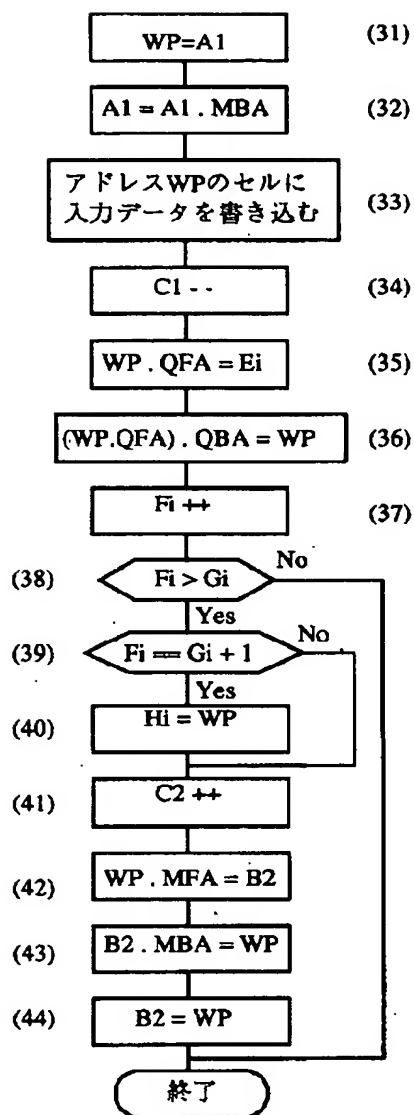 WP=A1 (31)
A1 = A1 . MBA (32)
アドレスWPのセルに
入力データを書き込む (33)
C1 -- (34)
WP . QFA = Ei (35)
(WP.QFA) . QBA = WP (36)
Fi ++ (37)
(38) Fi > Gi No
Yes
(39) Fi == Gi + 1 No
Yes
(40) Hi = WP
(41) C2 ++
(42) WP . MFA = B2
(43) B2 . MBA = WP
(44) B2 = WP
終了